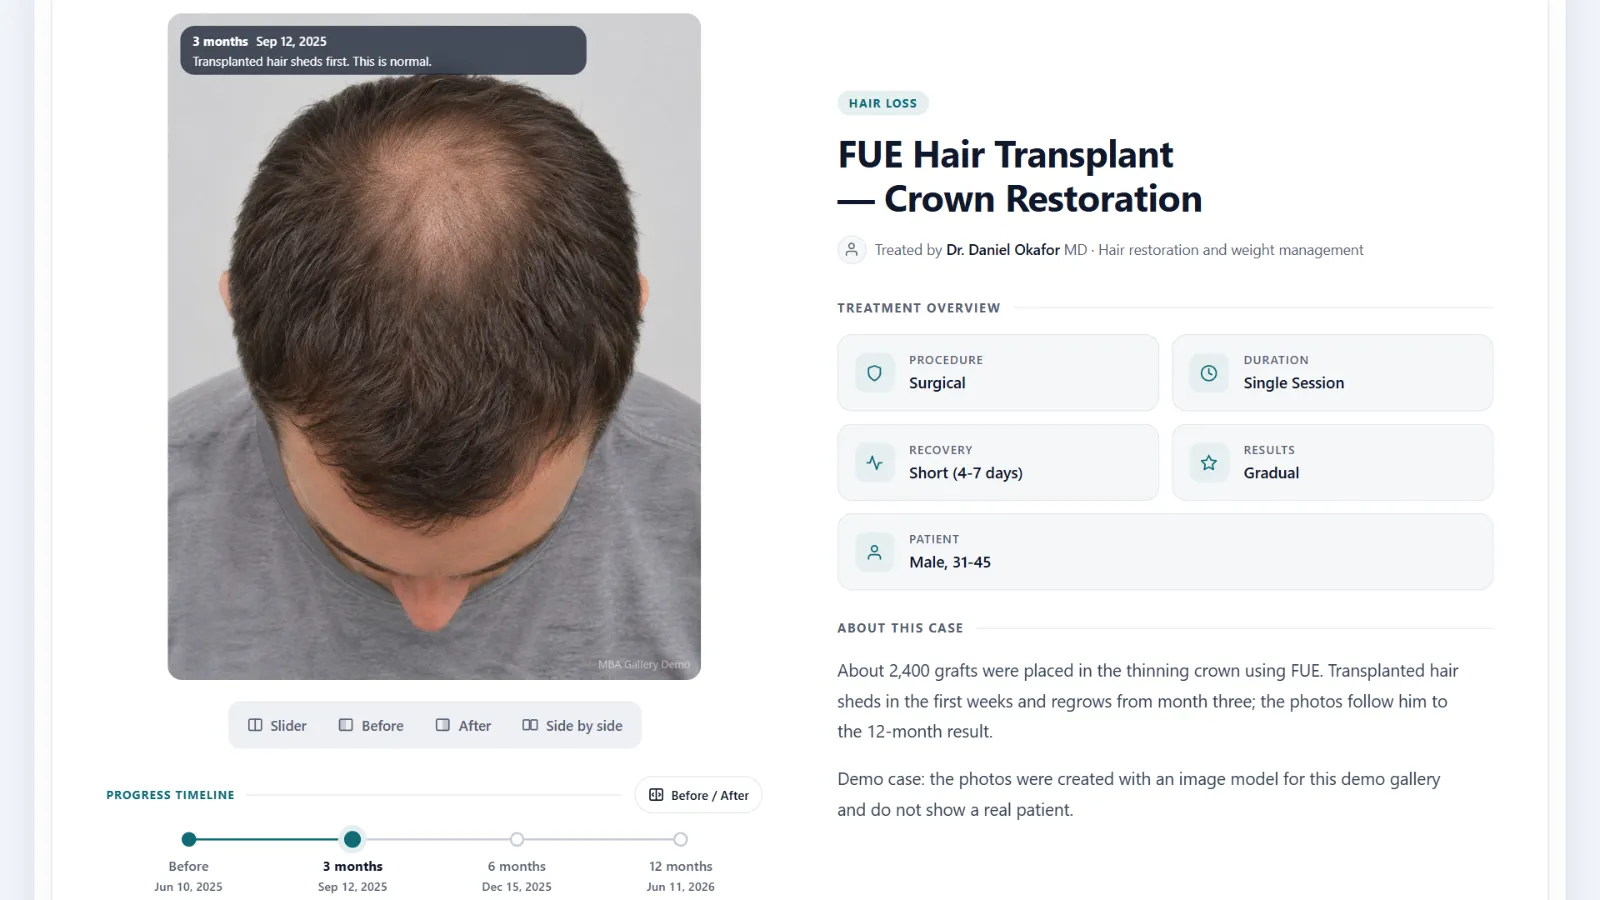 3 months Sep 12, 2025
Transplanted hair sheds first. This is normal.
MBA Gallery Demo
Slider
Before
After
Side by side
PROGRESS TIMELINE
Before / After
Before
3 months
6 months
12 months
Jun 10, 2025
Sep 12, 2025
Dec 15, 2025
Jun 11, 2026
HAIR LOSS
FUE Hair Transplant
— Crown Restoration
Treated by Dr. Daniel Okafor MD · Hair restoration and weight management
TREATMENT OVERVIEW
PROCEDURE
Surgical
DURATION
Single Session
RECOVERY
Short (4-7 days)
RESULTS
Gradual
PATIENT
Male, 31-45
ABOUT THIS CASE
About 2,400 grafts were placed in the thinning crown using FUE. Transplanted hair
sheds in the first weeks and regrows from month three; the photos follow him to
the 12-month result.
Demo case: the photos were created with an image model for this demo gallery
and do not show a real patient.